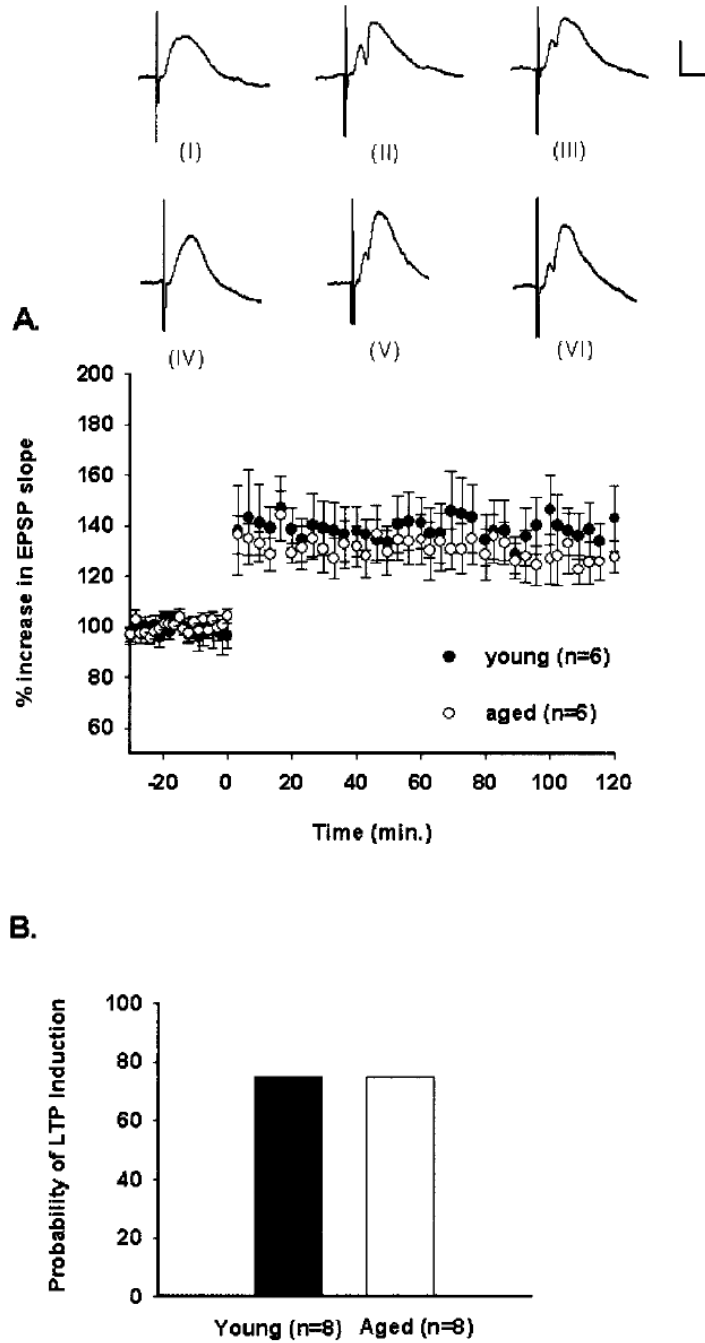 (I) (II) (III)
A.
(IV) (V) (VI)
200
180
160
140
120
100
80
60
% increase in EPSP slope
young (n=6)
aged (n=6)
-20 0 20 40 60 80 100 120
Time (min.)
B.
100
80
60
40
20
0
Probability of LTP Induction
Young (n=8) Aged (n=8)